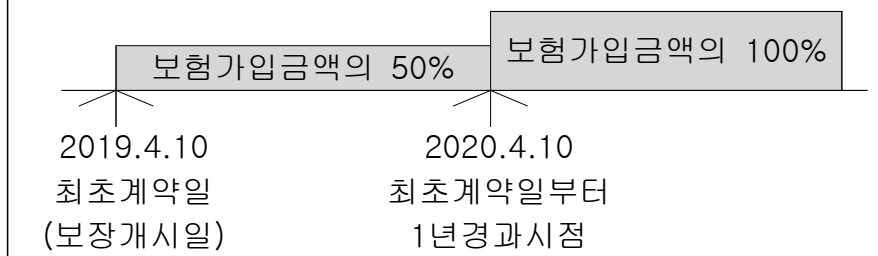 보험가입금액의 50%
보험가입금액의 100%
2019.4.10
최초계약일
(보장개시일)
2020.4.10
최초계약일부터
1년경과시점